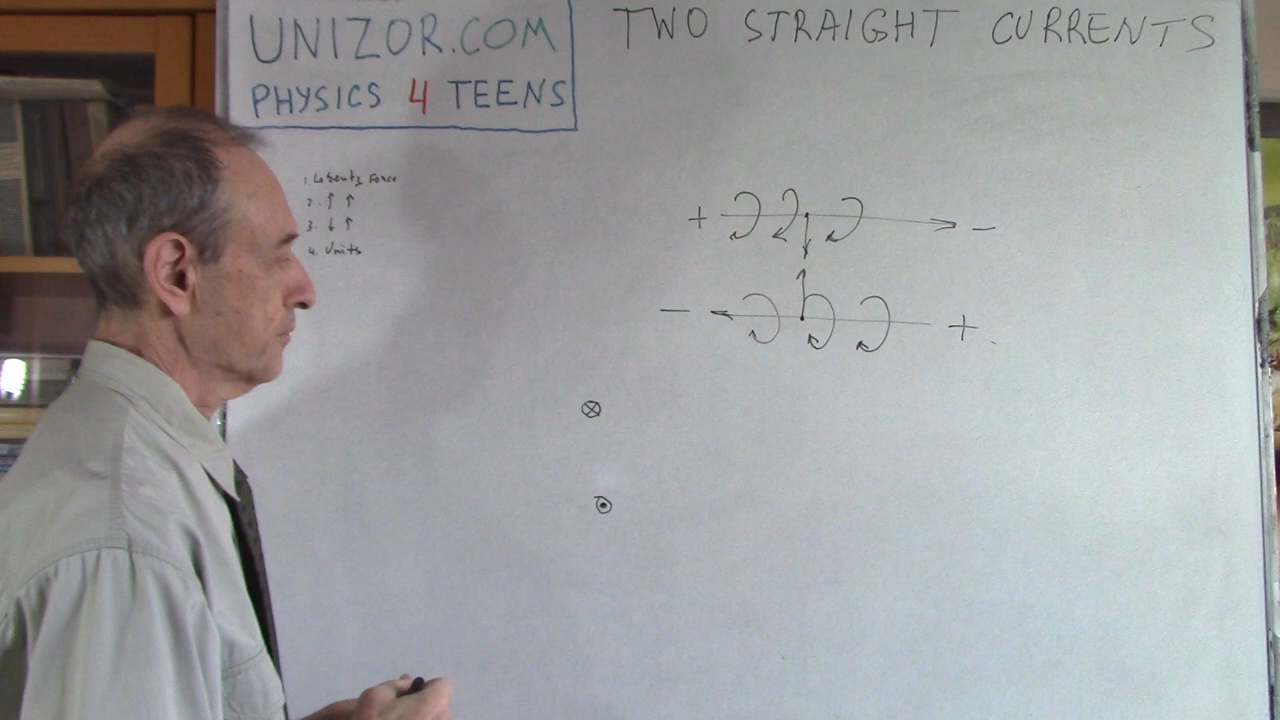 UNIZOR.COM
PHYSICS 4 TEENS
TWO STRAIGHT CURRENTS
1. Lorentz Force
2. ↑ ↑
3. ↓ ↑
4. Units
+ −
− +